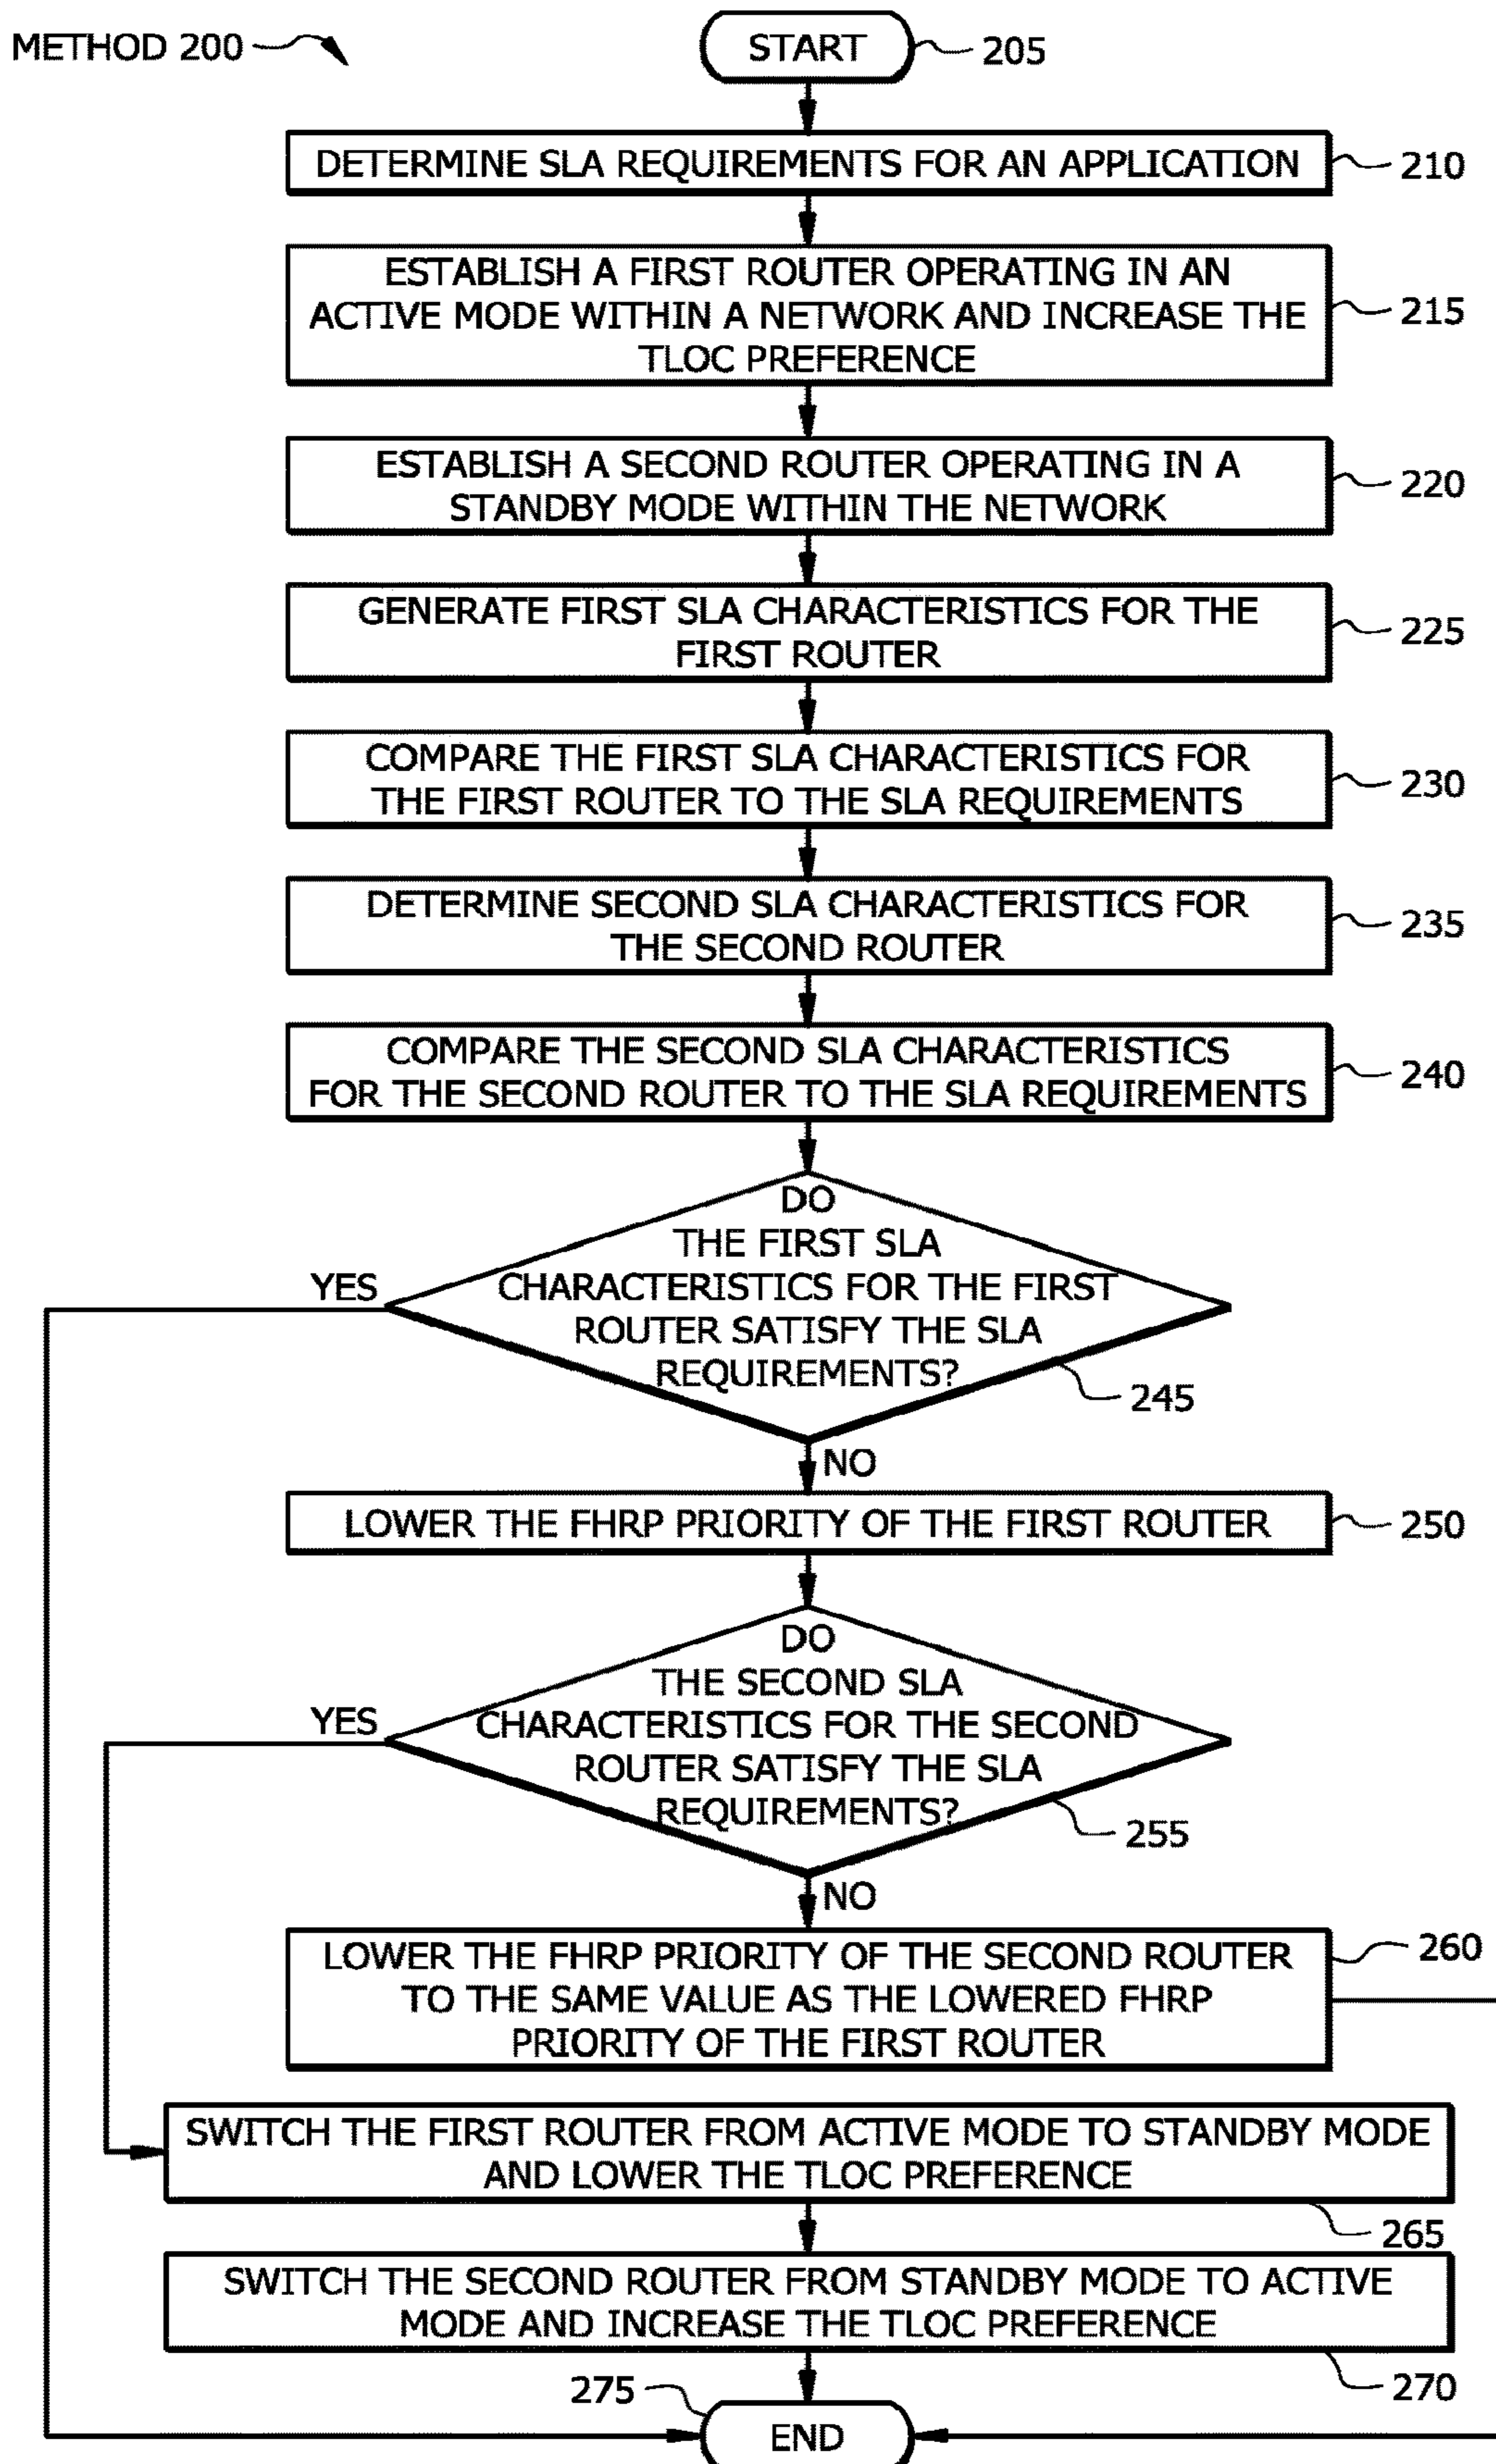 METHOD 200
START
205
DETERMINE SLA REQUIREMENTS FOR AN APPLICATION
210
ESTABLISH A FIRST ROUTER OPERATING IN AN
ACTIVE MODE WITHIN A NETWORK AND INCREASE THE
TLOC PREFERENCE
215
ESTABLISH A SECOND ROUTER OPERATING IN A
STANDBY MODE WITHIN THE NETWORK
220
GENERATE FIRST SLA CHARACTERISTICS FOR THE
FIRST ROUTER
225
COMPARE THE FIRST SLA CHARACTERISTICS FOR
THE FIRST ROUTER TO THE SLA REQUIREMENTS
230
DETERMINE SECOND SLA CHARACTERISTICS FOR
THE SECOND ROUTER
235
COMPARE THE SECOND SLA CHARACTERISTICS
FOR THE SECOND ROUTER TO THE SLA REQUIREMENTS
240
DO
THE FIRST SLA
CHARACTERISTICS FOR THE FIRST
ROUTER SATISFY THE SLA
REQUIREMENTS?
YES
245
NO
LOWER THE FHRP PRIORITY OF THE FIRST ROUTER
250
DO
THE SECOND SLA
CHARACTERISTICS FOR THE SECOND
ROUTER SATISFY THE SLA
REQUIREMENTS?
YES
255
NO
LOWER THE FHRP PRIORITY OF THE SECOND ROUTER
TO THE SAME VALUE AS THE LOWERED FHRP
PRIORITY OF THE FIRST ROUTER
260
SWITCH THE FIRST ROUTER FROM ACTIVE MODE TO STANDBY MODE
AND LOWER THE TLOC PREFERENCE
265
SWITCH THE SECOND ROUTER FROM STANDBY MODE TO ACTIVE
MODE AND INCREASE THE TLOC PREFERENCE
270
275
END